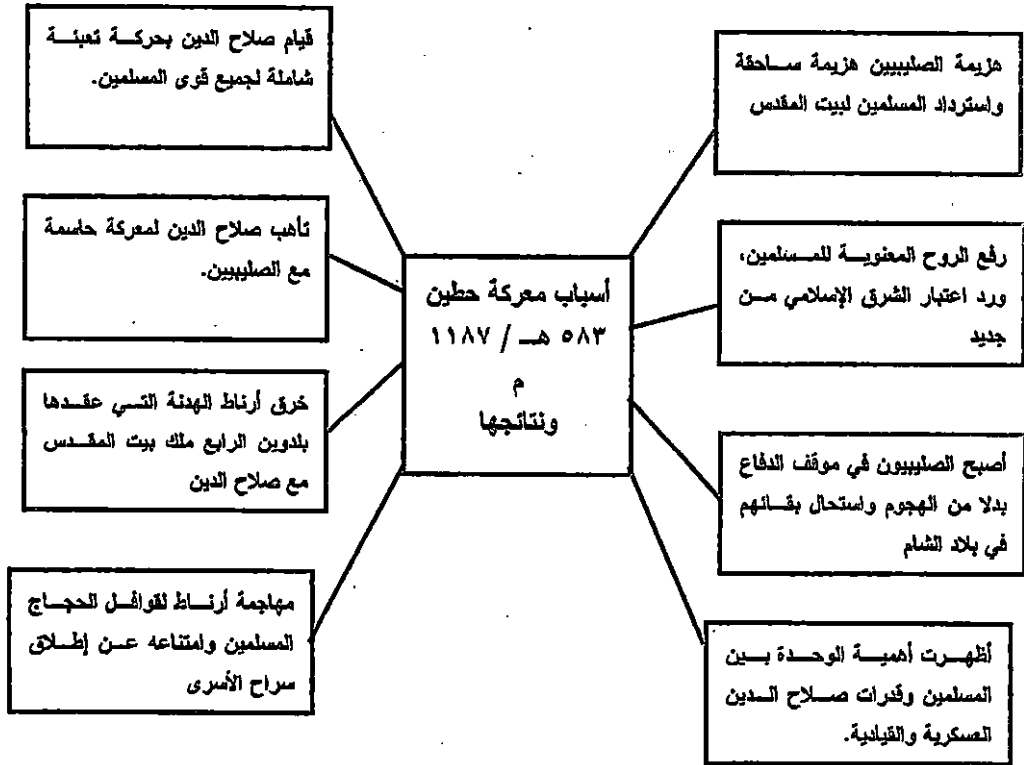 هزيمة الصليبيين هزيمة ساحقة
واسترداد المسلمين لبيت المقدس
رفع الروح المعنوية للمسلمين،
ورد اعتبار الشرق الإسلامي من
جديد
أصبح الصليبيون في موقف الدفاع
بدلا من الهجوم واستحال بقائهم
في بلاد الشام
أظهرت أهمية الوحدة بين
المسلمين وقدرات صلاح الدين
العسكرية والقيادية.
أسباب معركة حطين
٥٨٣ هـ / ١١٨٧
م
ونتائجها
قيام صلاح الدين بحركة تعبئة
شاملة لجميع قوى المسلمين.
تأهب صلاح الدين لمعركة حاسمة
مع الصليبيين.
خرق أرناط الهدنة التي عقدها
بلدوين الرابع ملك بيت المقدس
مع صلاح الدين
مهاجمة أرناط لقوافل الحجاج
المسلمين وامتناعه عن إطلاق
سراح الأسرى